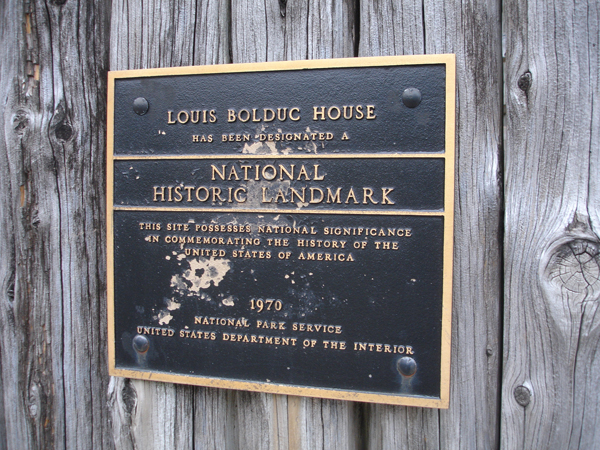 LOUIS BOLDUC HOUSE
HAS BEEN DESIGNATED A
NATIONAL
HISTORIC LANDMARK
THIS SITE POSSESSES NATIONAL SIGNIFICANCE
IN COMMEMORATING THE HISTORY OF THE
UNITED STATES OF AMERICA
1970
NATIONAL PARK SERVICE
UNITED STATES DEPARTMENT OF THE INTERIOR